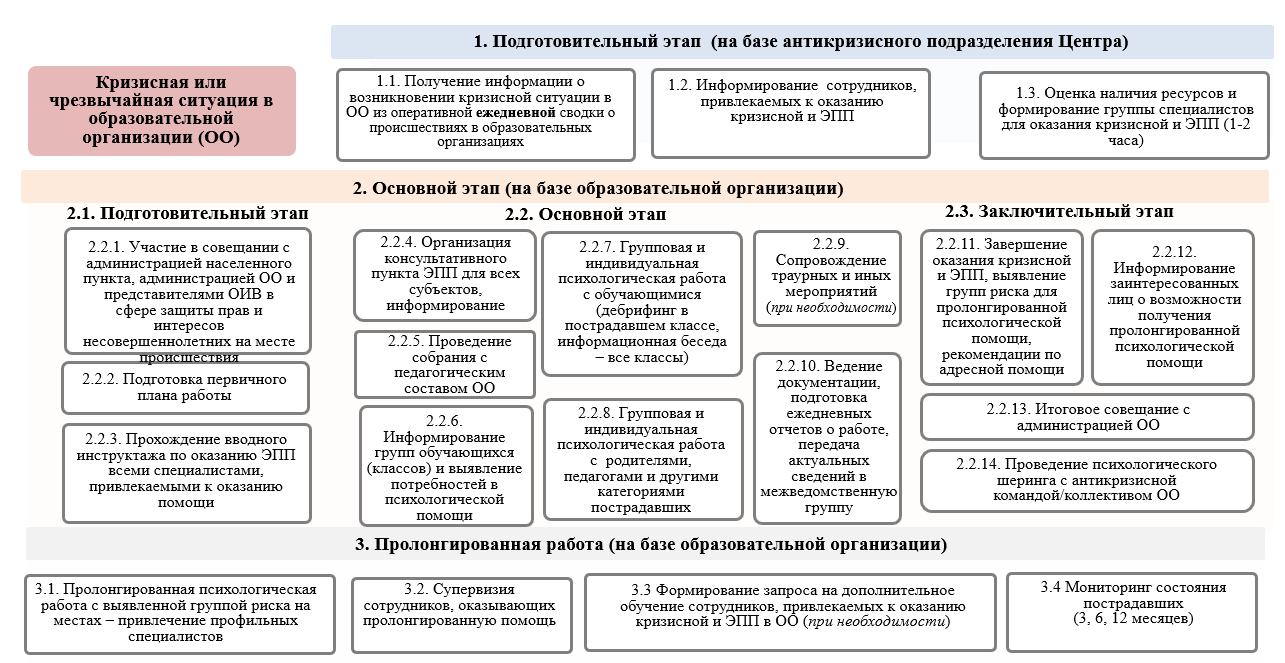 1. Подготовительный этап (на базе антикризисного подразделения Центра)
Кризисная или
чрезвычайная ситуация в
образовательной
организации (ОО)
1.1. Получение информации о
возникновении кризисной ситуации в
ОО из оперативной ежедневной сводки о
происшествиях в образовательных
организациях
1.2. Информирование сотрудников,
привлекаемых к оказанию
кризисной и ЭПП
1.3. Оценка наличия ресурсов и
формирование группы специалистов
для оказания кризисной и ЭПП (1-2
часа)
2. Основной этап (на базе образовательной организации)
2.1. Подготовительный этап
2.2.1. Участие в совещании с
администрацией населенного
пункта, администрацией ОО и
представителями ОИВ в
сфере защиты прав и
интересов
несовершеннолетних на месте
происшествия
2.2.2. Подготовка первичного
плана работы
2.2.3. Прохождение вводного
инструктажа по оказанию ЭПП
всеми специалистами,
привлекаемыми к оказанию
помощи
2.2. Основной этап
2.2.4. Организация
консультативного
пункта ЭПП для всех
субъектов,
информирование
2.2.5. Проведение
собрания с
педагогическим
составом ОО
2.2.6.
Информирование
групп обучающихся
(классов) и выявление
потребностей в
психологической
помощи
2.2.7. Групповая и
индивидуальная
психологическая работа
с обучающимися
(дебрифинг в
пострадавшем классе,
информационная беседа
– все классы)
2.2.8. Групповая и
индивидуальная
психологическая работа
с родителями,
педагогами и другими
категориями
пострадавших
2.2.9.
Сопровождение
траурных и иных
мероприятий
(при необходимости)
2.2.10. Ведение
документации,
подготовка
ежедневных
отчетов о работе,
передача
актуальных
сведений в
межведомственную
группу
2.3. Заключительный этап
2.2.11. Завершение
оказания кризисной
и ЭПП, выявление
групп риска для
пролонгированной
психологической
помощи,
рекомендации по
адресной помощи
2.2.12.
Информирование
заинтересованных
лиц о возможности
получения
пролонгированной
психологической
помощи
2.2.13. Итоговое совещание с
администрацией ОО
2.2.14. Проведение психологического
шеринга с антикризисной
командой/коллективом ОО
3. Пролонгированная работа (на базе образовательной организации)
3.1. Пролонгированная психологическая
работа с выявленной группой риска на
местах – привлечение профильных
специалистов
3.2. Супервизия
сотрудников, оказывающих
пролонгированную помощь
3.3 Формирование запроса на дополнительное
обучение сотрудников, привлекаемых к оказанию
кризисной и ЭПП в ОО (при необходимости)
3.4 Мониторинг состояния
пострадавших
(3, 6, 12 месяцев)